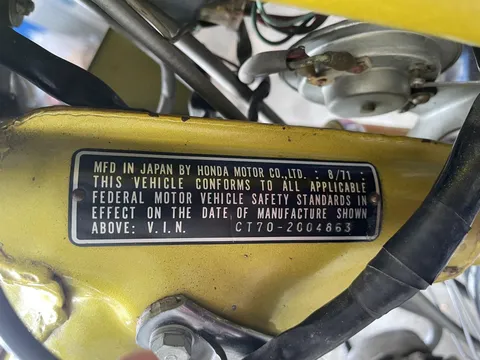 MFD IN JAPAN BY HONDA MOTOR CO.,LTD. : 8/71 .
THIS VEHICLE CONFORMS TO ALL APPLICABLE
FEDERAL MOTOR VEHICLE SAFETY STANDARDS IN
EFFECT ON THE DATE OF MANUFACTURE SHOWN
ABOVE: V.I.N. CT70-2004863